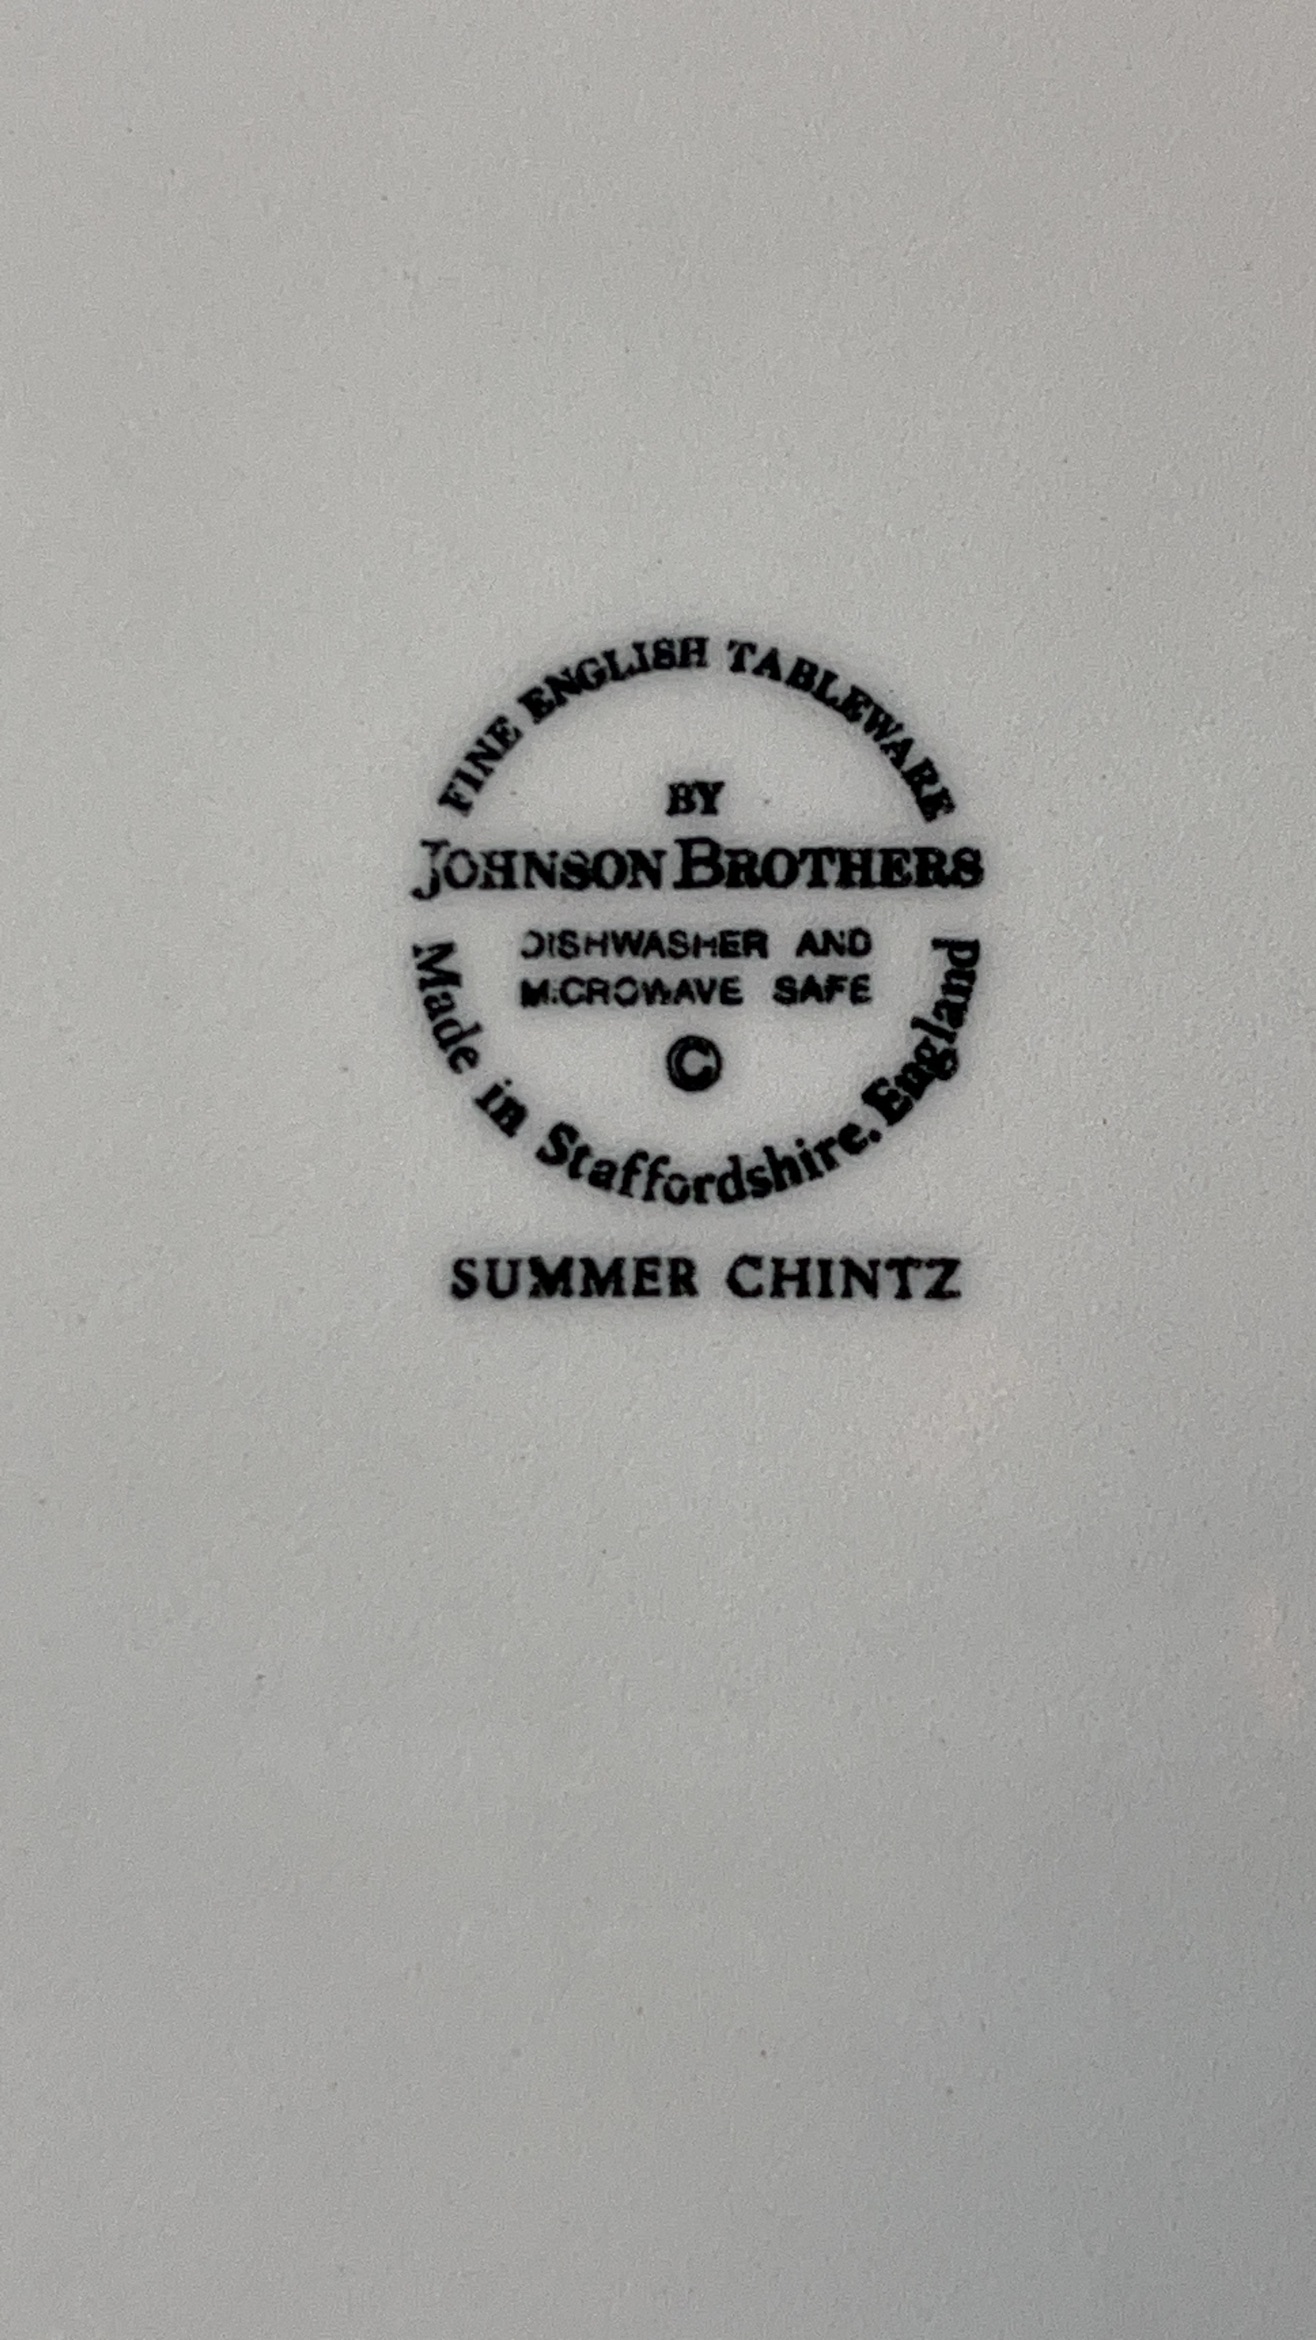 FINE ENGLISH TABLEWARE
BY
JOHNSON BROTHERS
DISHWASHER AND
MICROWAVE SAFE
©
Made in Staffordshire. England
SUMMER CHINTZ